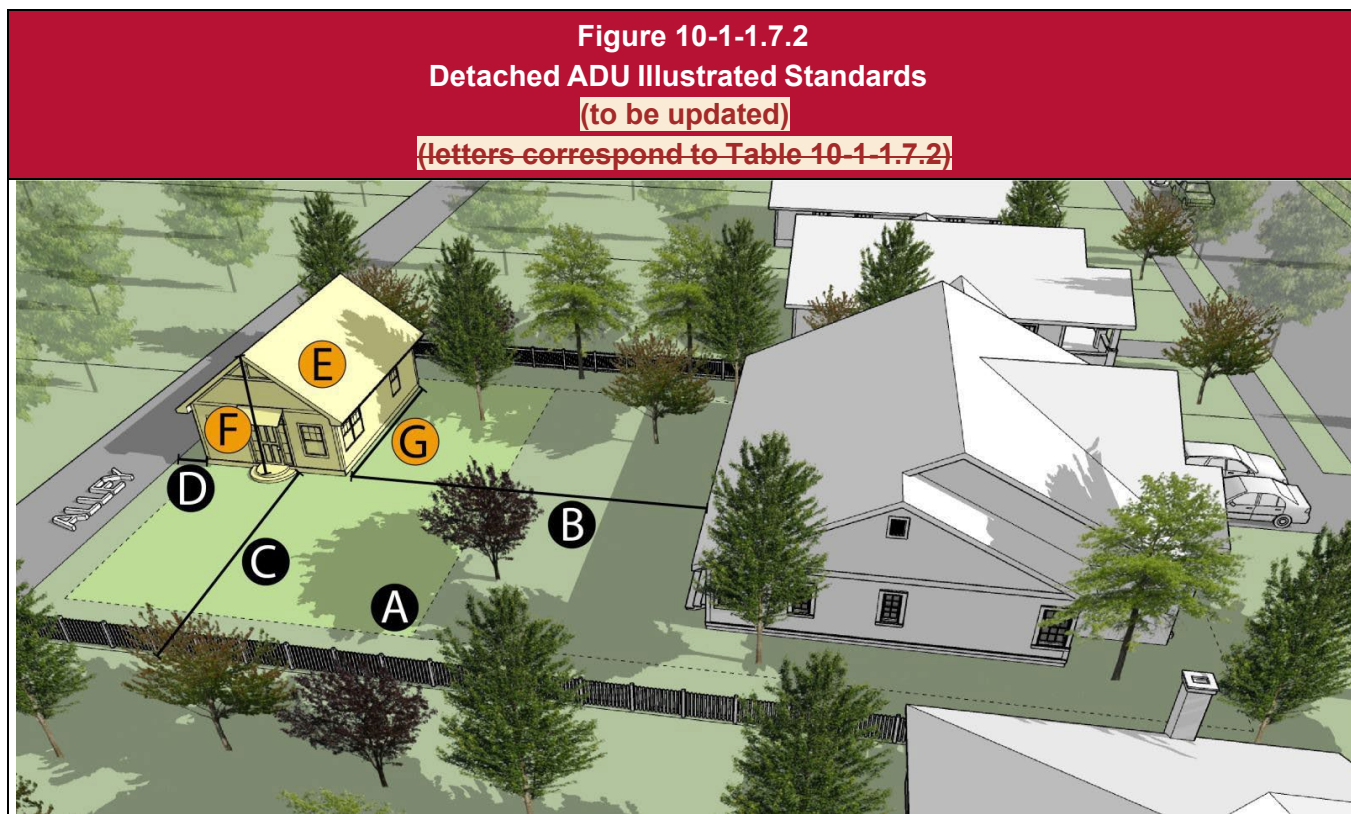 Figure 10-1-1.7.2
Detached ADU Illustrated Standards
(to be updated)
(letters correspond to Table 10-1-1.7.2)
E
F
G
D
ALLEY
B
C
A